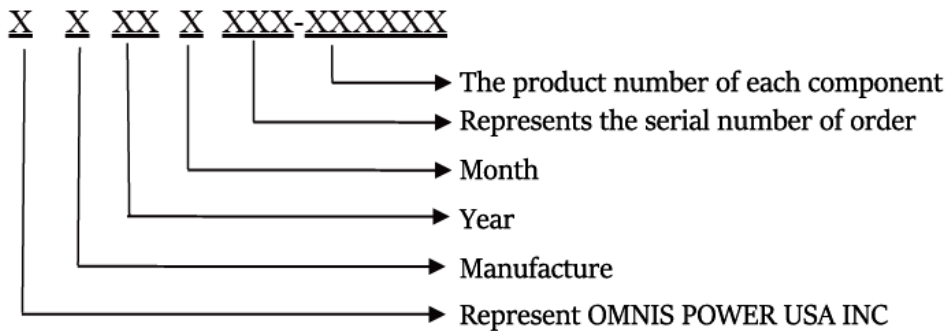 X X XX X XXX-XXXXXX
The product number of each component
Represents the serial number of order
Month
Year
Manufacture
Represent OMNIS POWER USA INC